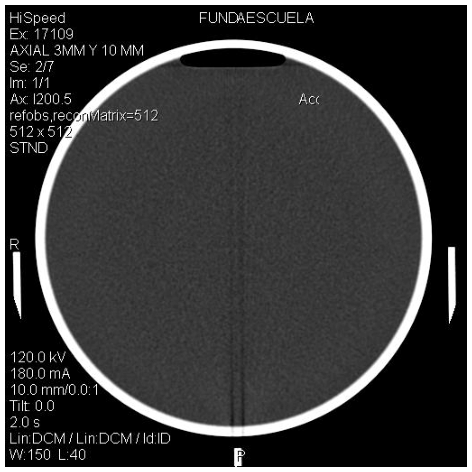 HiSpeed
FUNDAESCUELA
Ex: 17109
AXIAL 3MM Y 10 MM
Se: 2/7
Im: 1/1
Ax: I200.5
Acc
refobs,reconMatrix=512
512 x 512
STND
R
120.0 kV
180.0 mA
10.0 mm/0.0:1
Tilt: 0.0
2.0 s
Lin:DCM / Lin:DCM / Id:ID
W:150 L:40
P